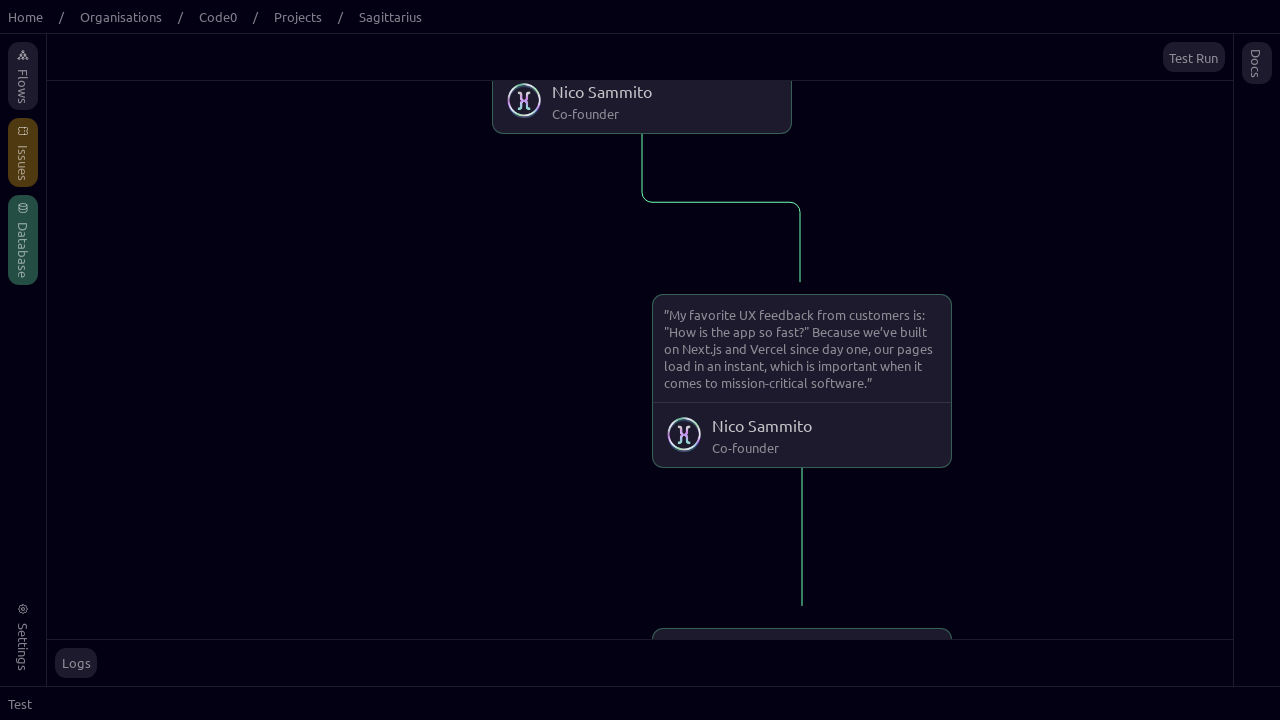 Home / Organisations / Code0 / Projects / Sagittarius
Flows
Issues
Database
Settings
Test Run
Docs
Nico Sammito
Co-founder
"My favorite UX feedback from customers is:
"How is the app so fast?" Because we've built
on Next.js and Vercel since day one, our pages
load in an instant, which is important when it
comes to mission-critical software."
Nico Sammito
Co-founder
Logs
Test